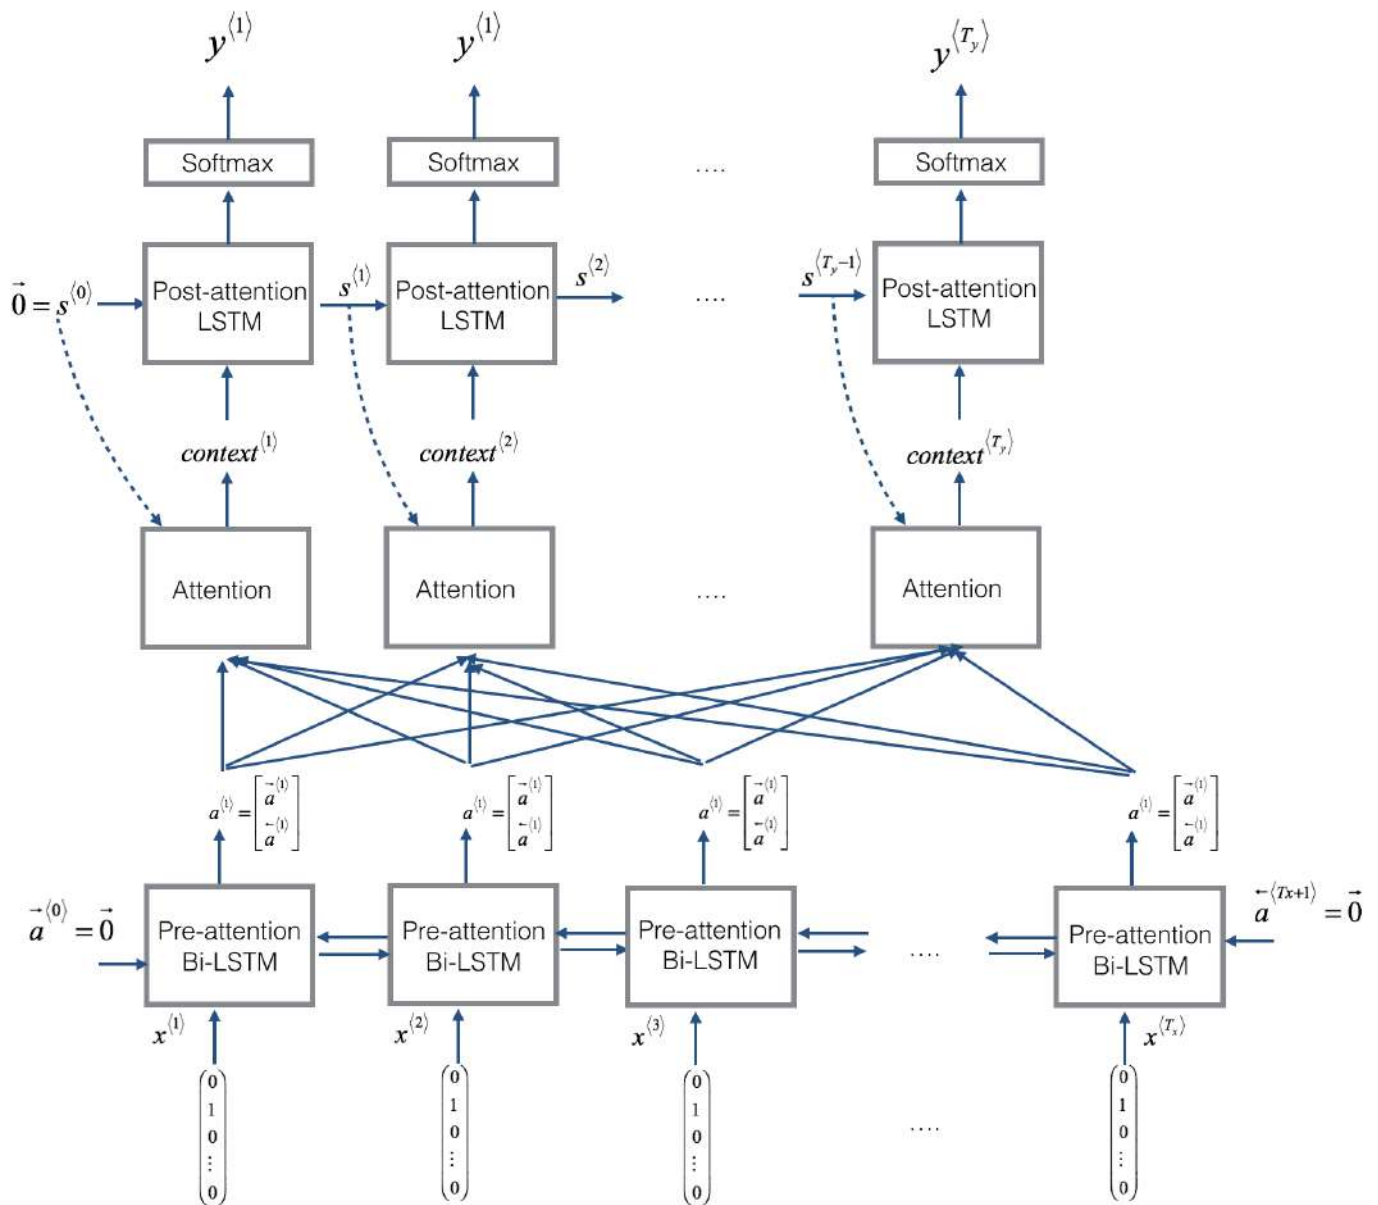 y⟨1⟩ y⟨1⟩ y⟨T_y⟩
Softmax Softmax .... Softmax
0⃗ = s⟨0⟩ Post-attention LSTM s⟨1⟩ Post-attention LSTM s⟨2⟩ .... s⟨T_y−1⟩ Post-attention LSTM
context⟨1⟩ context⟨2⟩ context⟨T_y⟩
Attention Attention .... Attention
a⟨1⟩ = [a⃗⟨1⟩ a⃖⟨1⟩] a⟨1⟩ = [a⃗⟨1⟩ a⃖⟨1⟩] a⟨1⟩ = [a⃗⟨1⟩ a⃖⟨1⟩] a⟨1⟩ = [a⃗⟨1⟩ a⃖⟨1⟩]
a⃗⟨0⟩ = 0⃗ Pre-attention Bi-LSTM Pre-attention Bi-LSTM Pre-attention Bi-LSTM .... Pre-attention Bi-LSTM a⃖⟨Tx+1⟩ = 0⃗
x⟨1⟩ x⟨2⟩ x⟨3⟩ x⟨T_x⟩
0 0 0 0
1 1 1 1
0 0 0 .... 0
⋮ ⋮ ⋮ ⋮
0 0 0 0